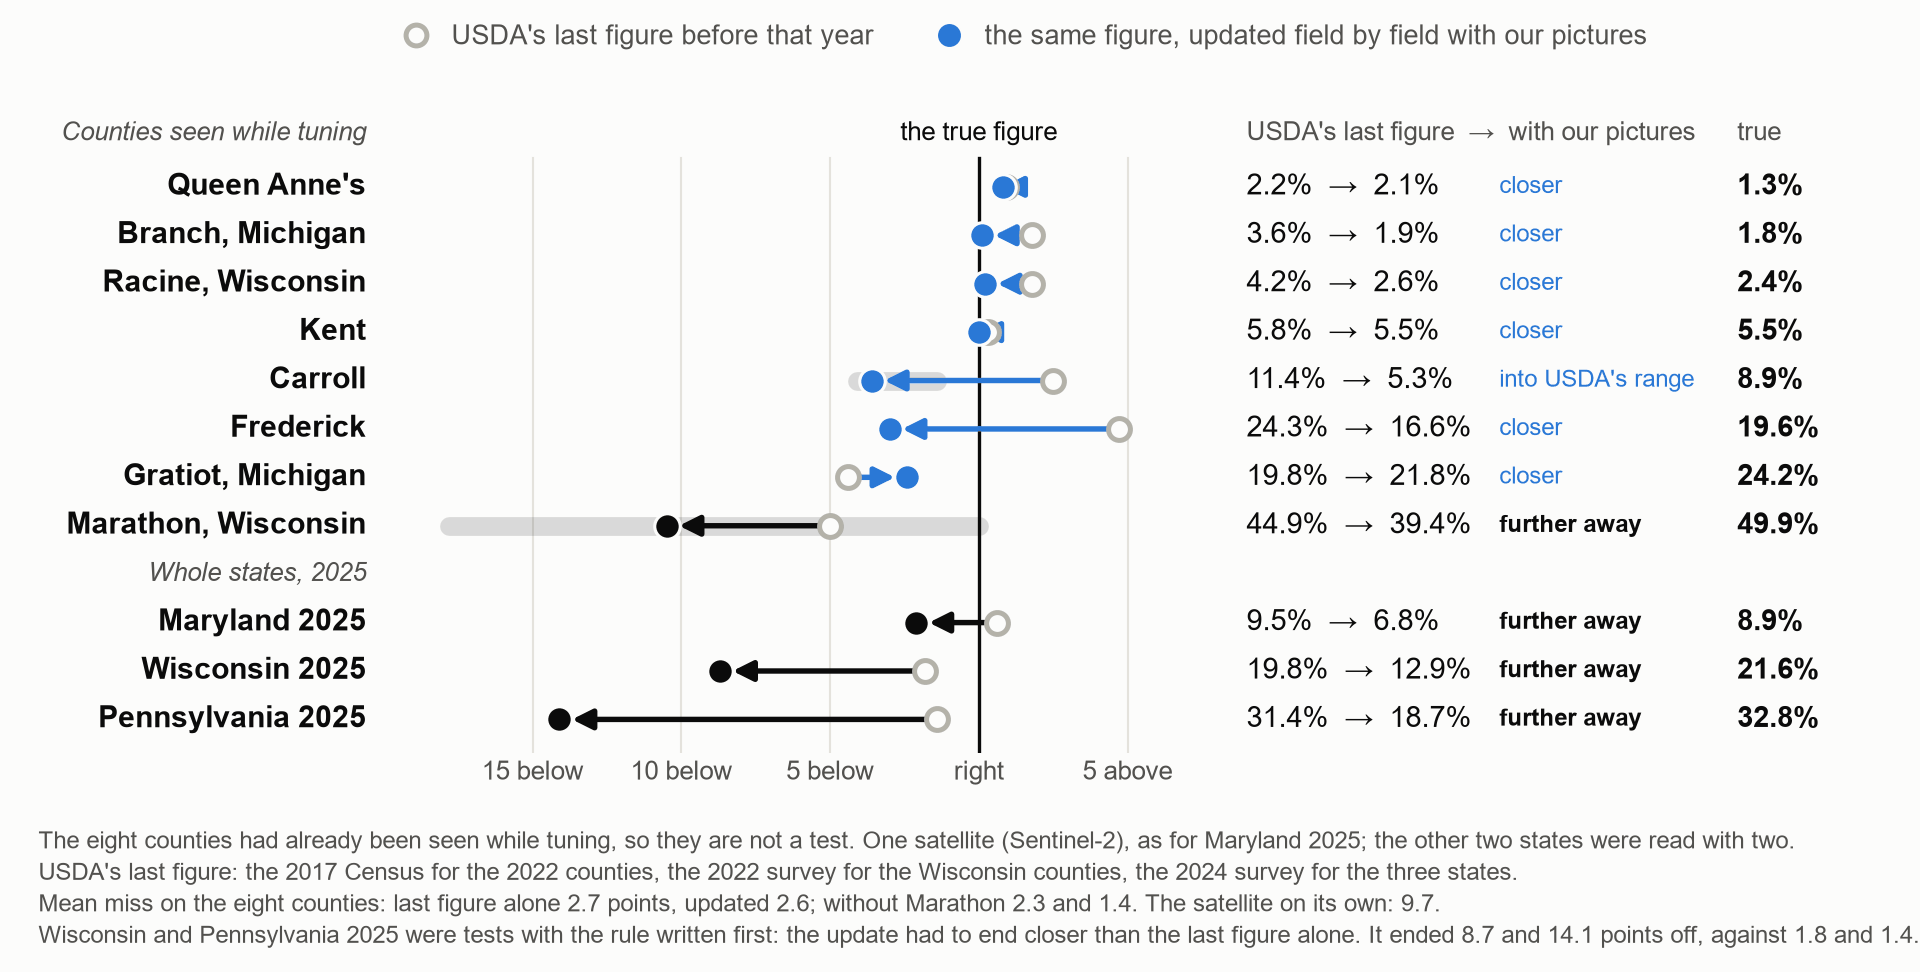 USDA's last figure before that year
the same figure, updated field by field with our pictures
Counties seen while tuning
the true figure
USDA's last figure → with our pictures true
Queen Anne's 2.2% → 2.1% closer 1.3%
Branch, Michigan 3.6% → 1.9% closer 1.8%
Racine, Wisconsin 4.2% → 2.6% closer 2.4%
Kent 5.8% → 5.5% closer 5.5%
Carroll 11.4% → 5.3% into USDA's range 8.9%
Frederick 24.3% → 16.6% closer 19.6%
Gratiot, Michigan 19.8% → 21.8% closer 24.2%
Marathon, Wisconsin 44.9% → 39.4% further away 49.9%
Whole states, 2025
Maryland 2025 9.5% → 6.8% further away 8.9%
Wisconsin 2025 19.8% → 12.9% further away 21.6%
Pennsylvania 2025 31.4% → 18.7% further away 32.8%
15 below 10 below 5 below right 5 above
The eight counties had already been seen while tuning, so they are not a test. One satellite (Sentinel-2), as for Maryland 2025; the other two states were read with two.
USDA's last figure: the 2017 Census for the 2022 counties, the 2022 survey for the Wisconsin counties, the 2024 survey for the three states.
Mean miss on the eight counties: last figure alone 2.7 points, updated 2.6; without Marathon 2.3 and 1.4. The satellite on its own: 9.7.
Wisconsin and Pennsylvania 2025 were tests with the rule written first: the update had to end closer than the last figure alone. It ended 8.7 and 14.1 points off, against 1.8 and 1.4.